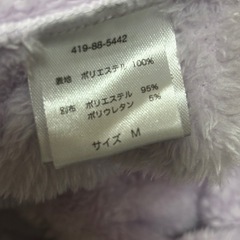 419-88-5442
表地 ポリエステル 100%
別布 ポリエステル 95%
ポリウレタン 5%
サイズ M